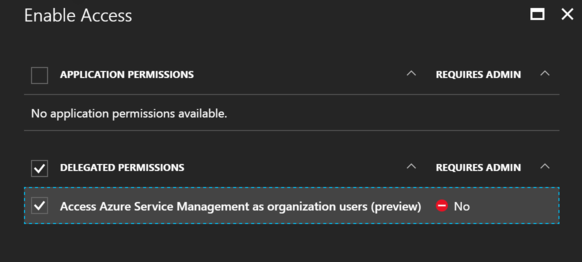 Enable Access
APPLICATION PERMISSIONS REQUIRES ADMIN
No application permissions available.
DELEGATED PERMISSIONS REQUIRES ADMIN
Access Azure Service Management as organization users (preview) No